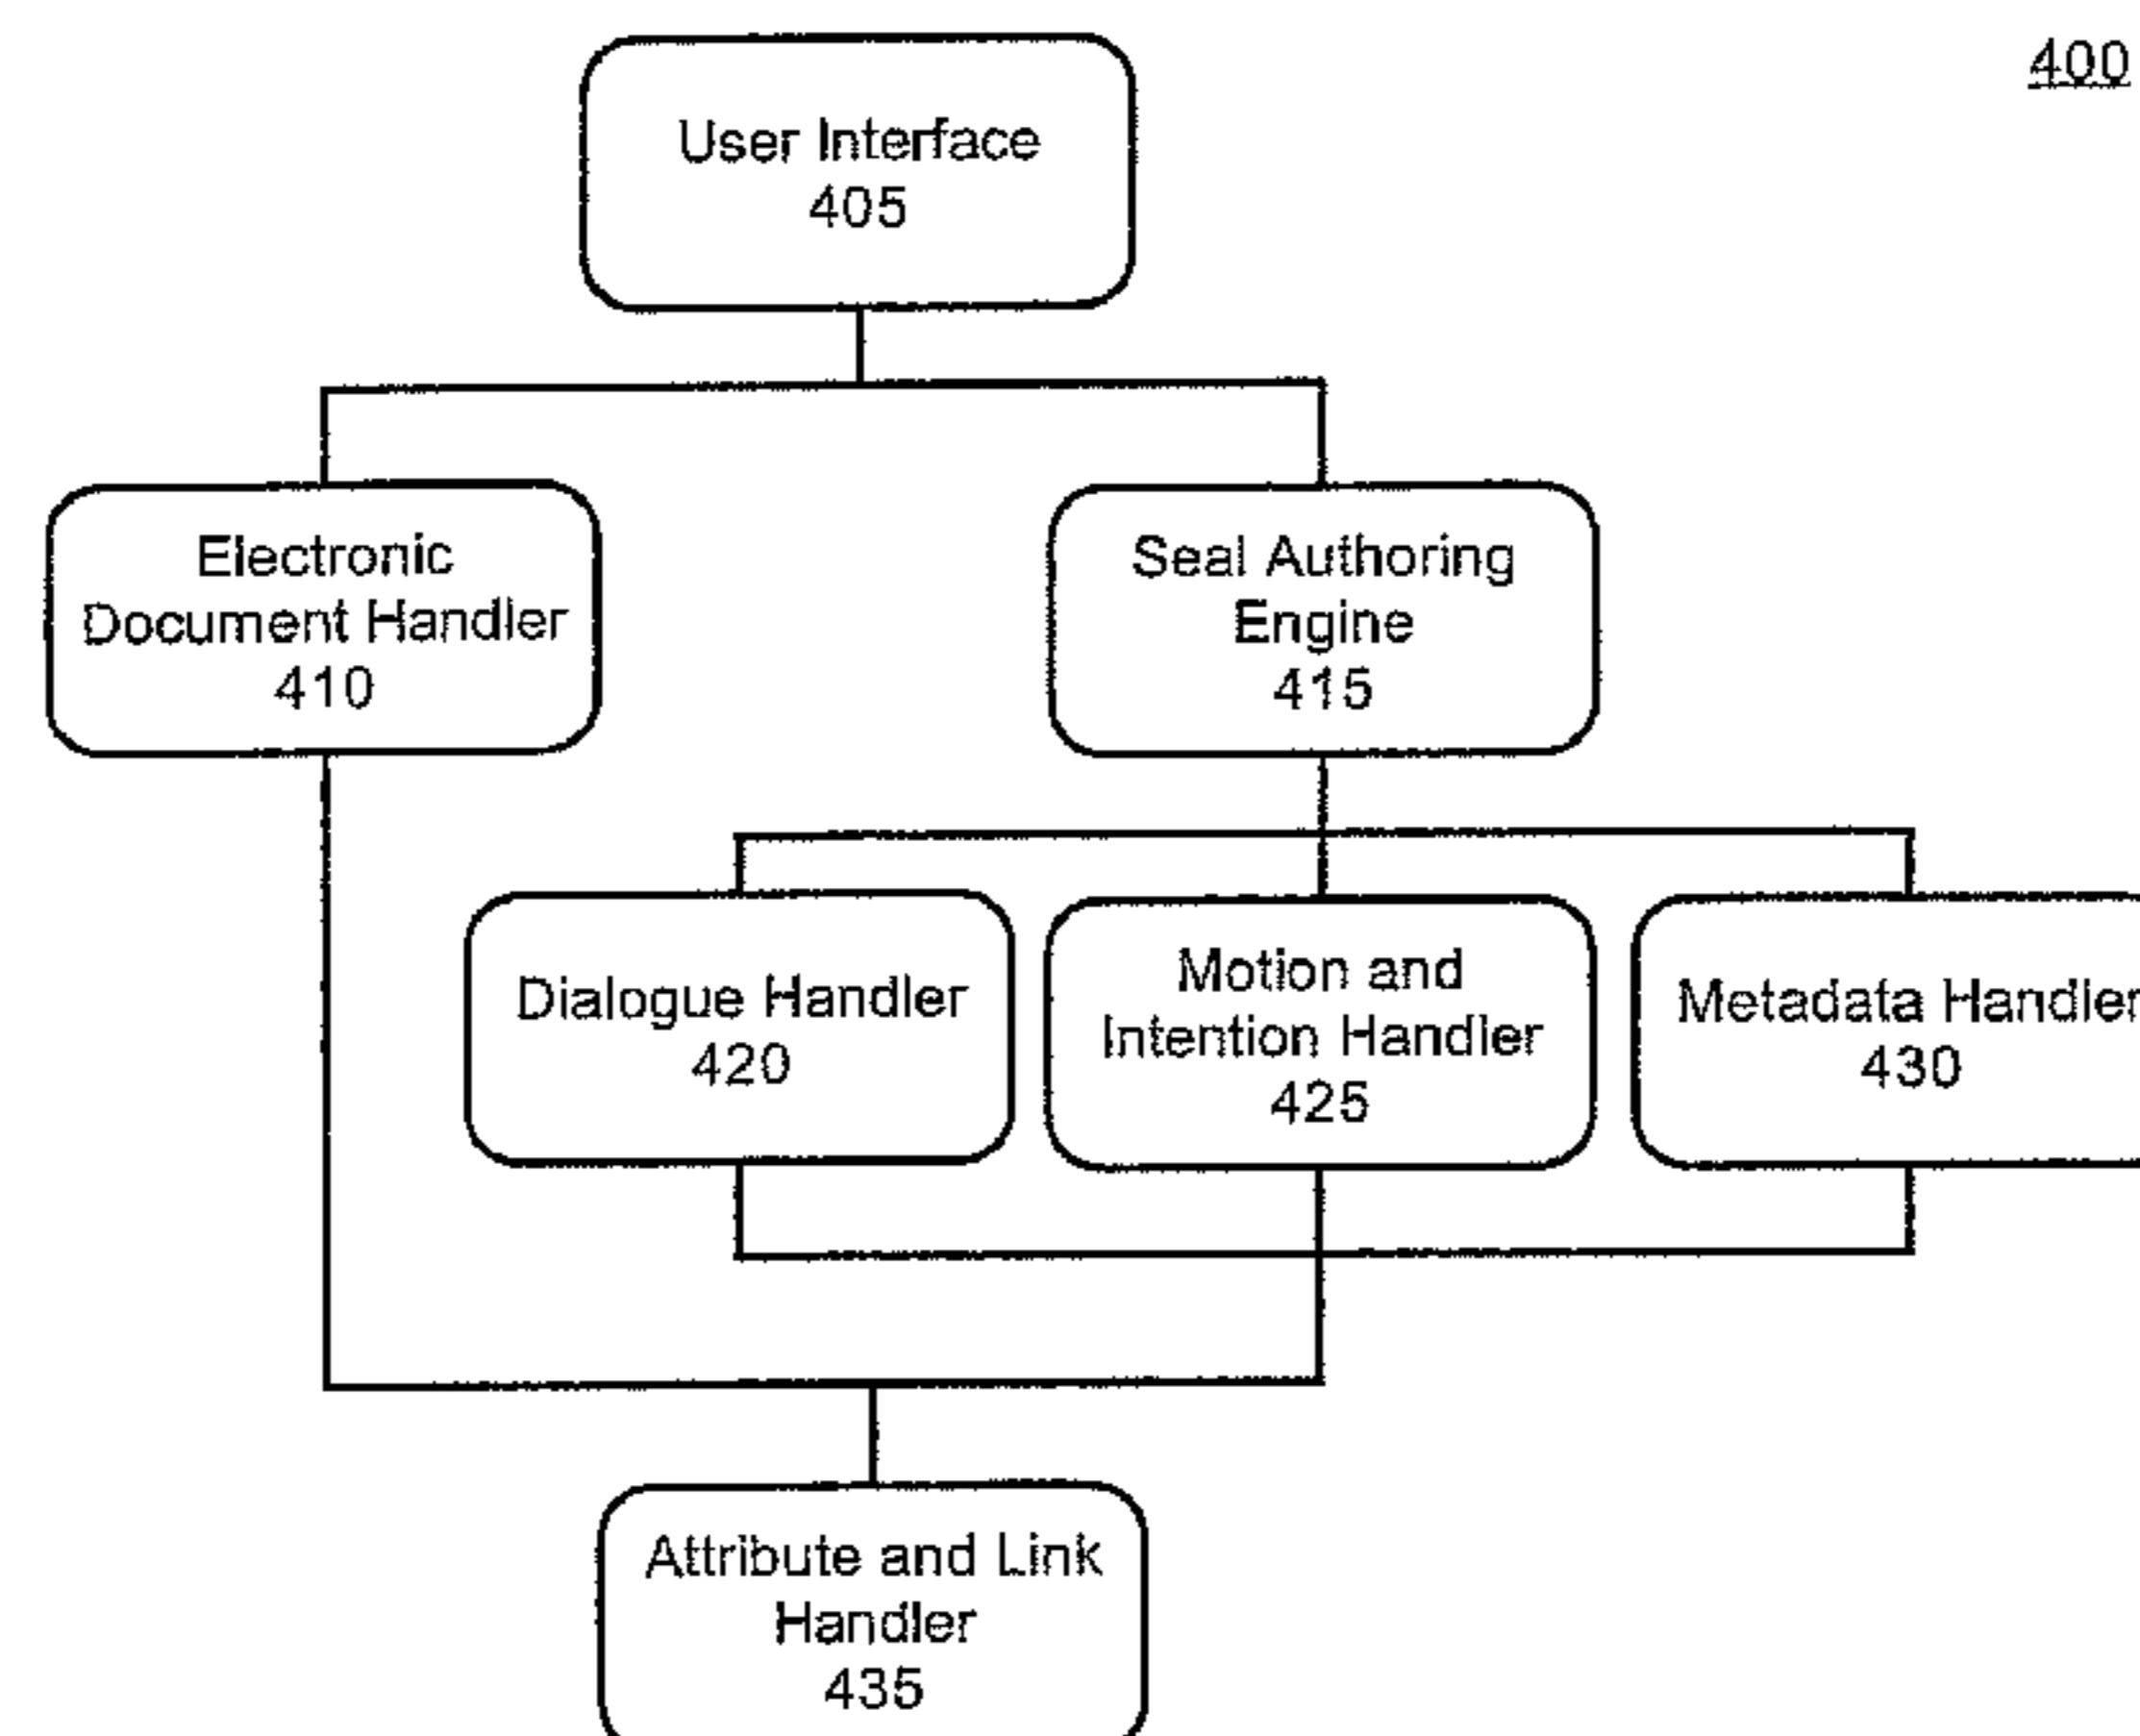 400
User Interface
405
Electronic
Document Handler
410
Seal Authoring
Engine
415
Dialogue Handler
420
Motion and
Intention Handler
425
Metadata Handler
430
Attribute and Link
Handler
435